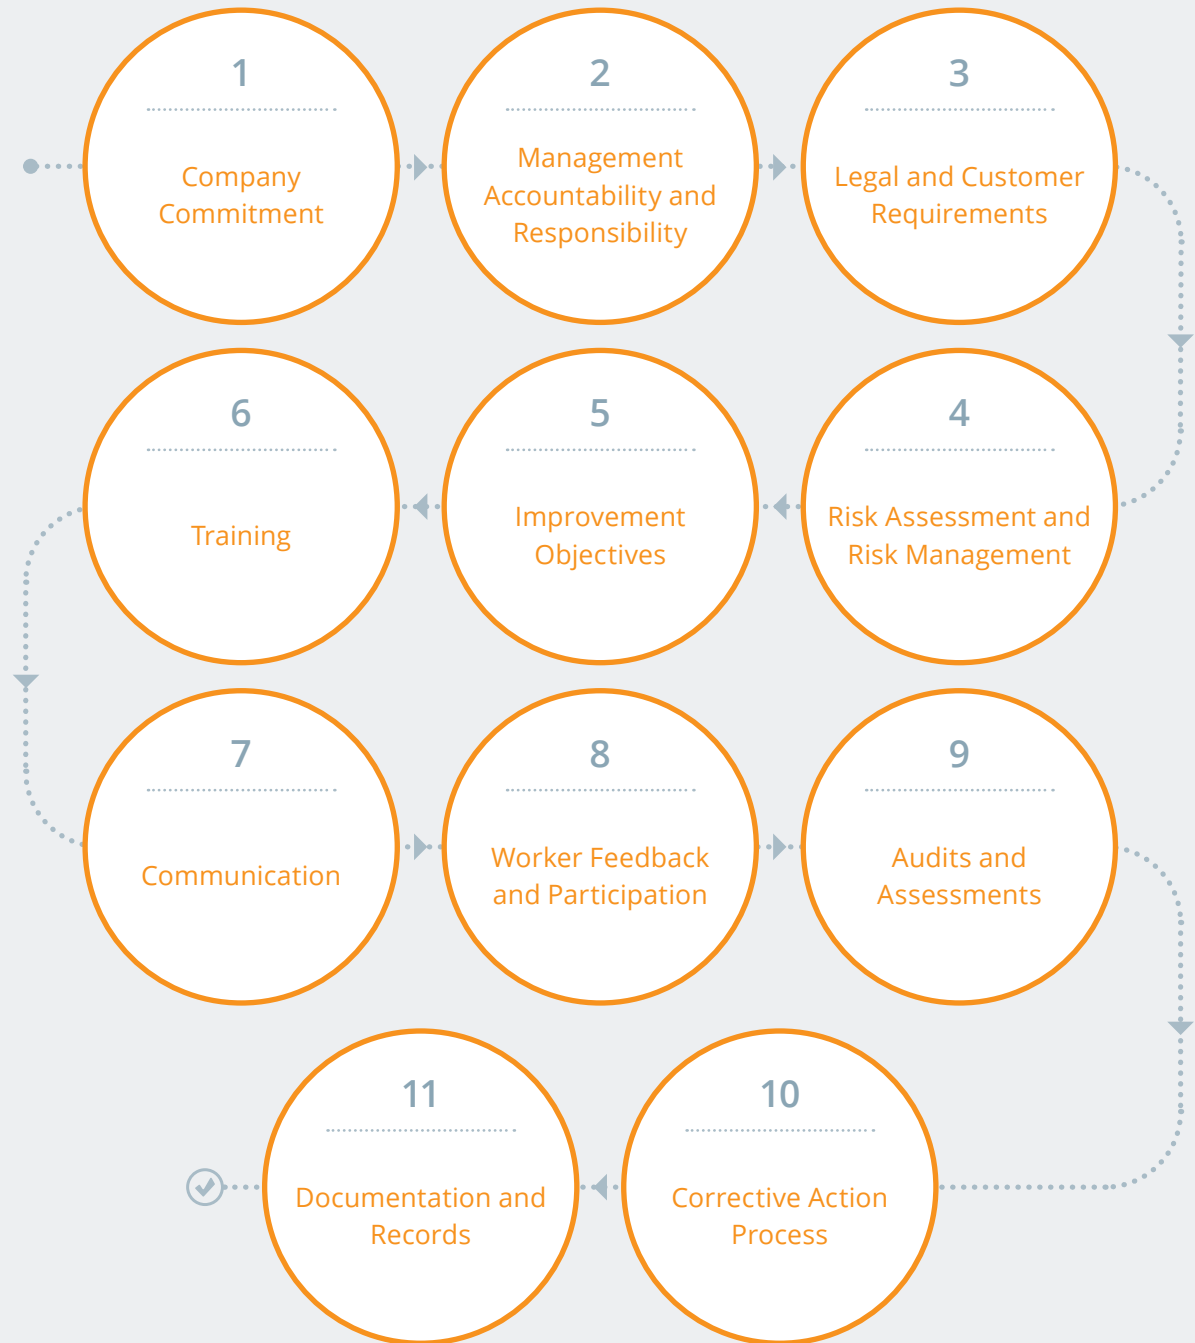 1
Company
Commitment
2
Management
Accountability and
Responsibility
3
Legal and Customer
Requirements
4
Risk Assessment and
Risk Management
5
Improvement
Objectives
6
Training
7
Communication
8
Worker Feedback
and Participation
9
Audits and
Assessments
10
Corrective Action
Process
11
Documentation and
Records